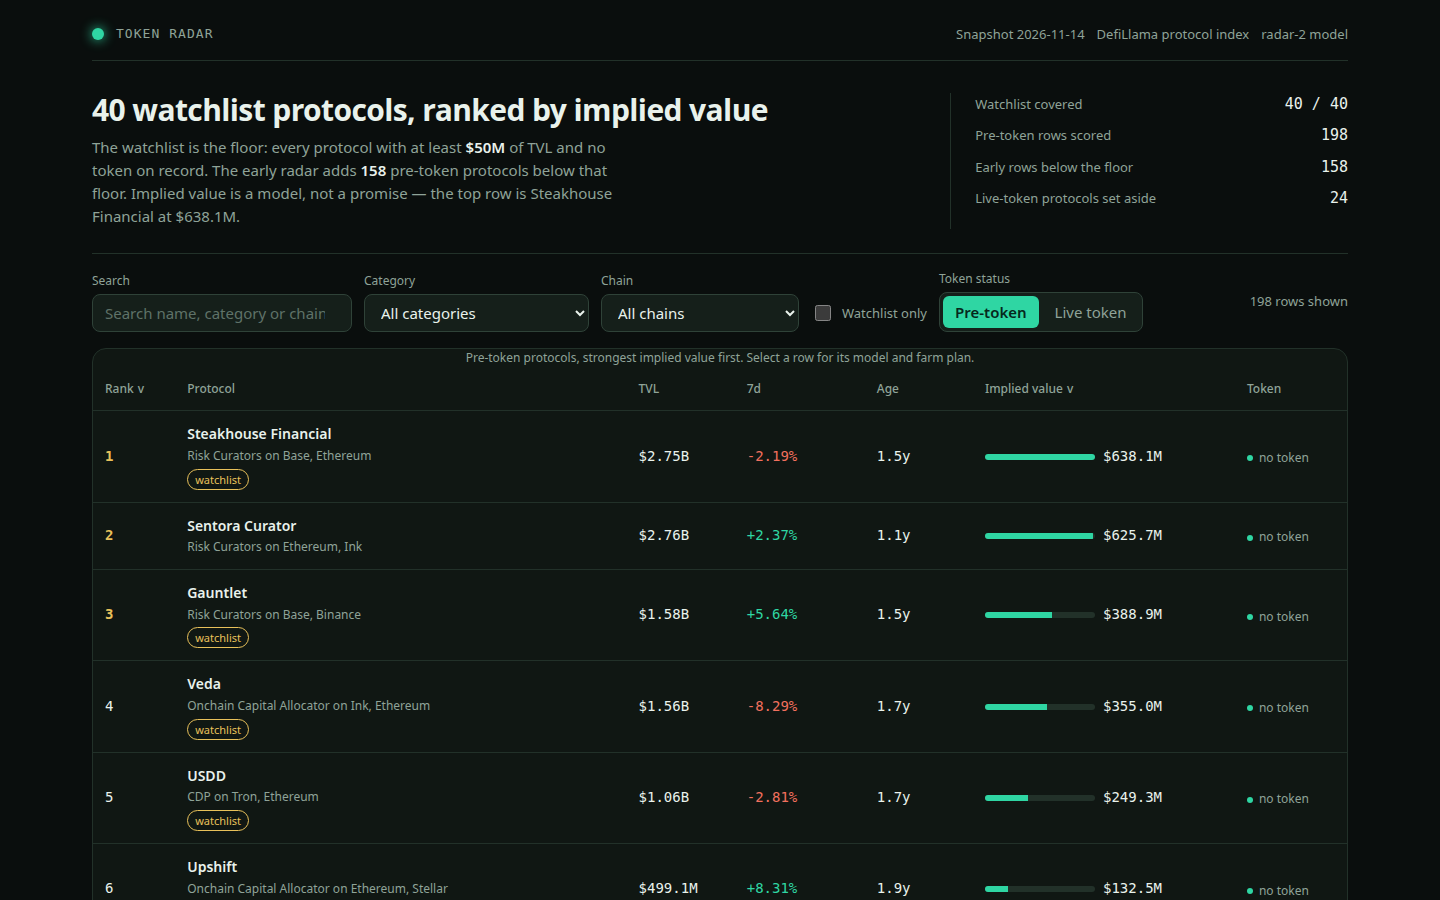 TOKEN RADAR
Snapshot 2026-11-14 DefiLlama protocol index radar-2 model
40 watchlist protocols, ranked by implied value
The watchlist is the floor: every protocol with at least $50M of TVL and no
token on record. The early radar adds 158 pre-token protocols below that
floor. Implied value is a model, not a promise — the top row is Steakhouse
Financial at $638.1M.
Watchlist covered 40 / 40
Pre-token rows scored 198
Early rows below the floor 158
Live-token protocols set aside 24
Search Category Chain Token status
Search name, category or chain All categories All chains Watchlist only Pre-token Live token 198 rows shown
Pre-token protocols, strongest implied value first. Select a row for its model and farm plan.
Rank v Protocol TVL 7d Age Implied value v Token
Steakhouse Financial
1 Risk Curators on Base, Ethereum $2.75B -2.19% 1.5y $638.1M no token
watchlist
Sentora Curator
2 Risk Curators on Ethereum, Ink $2.76B +2.37% 1.1y $625.7M no token
Gauntlet
3 Risk Curators on Base, Binance $1.58B +5.64% 1.5y $388.9M no token
watchlist
Veda
4 Onchain Capital Allocator on Ink, Ethereum $1.56B -8.29% 1.7y $355.0M no token
watchlist
USDD
5 CDP on Tron, Ethereum $1.06B -2.81% 1.7y $249.3M no token
watchlist
Upshift
6 Onchain Capital Allocator on Ethereum, Stellar $499.1M +8.31% 1.9y $132.5M no token